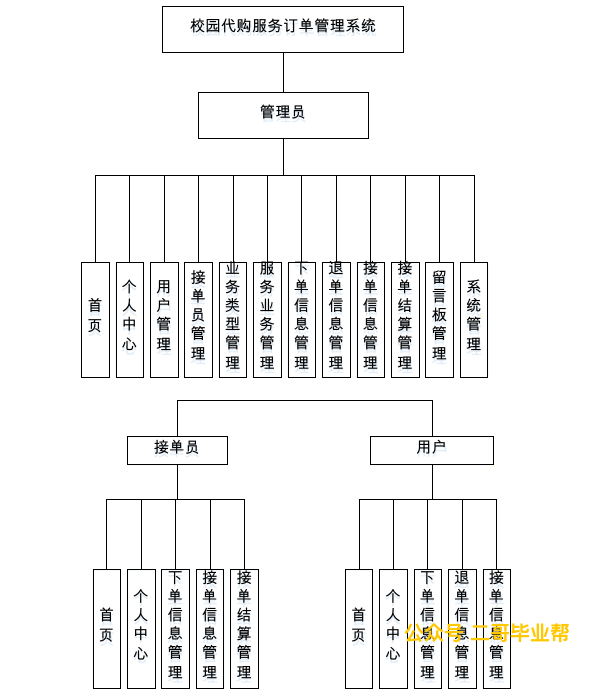 校园代购服务订单管理系统
管理员
首页
个人中心
用户管理
接单员管理
业务类型管理
服务业务管理
下单信息管理
退单信息管理
接单信息管理
接单结算管理
留言板管理
系统管理
接单员
用户
首页
个人中心
下单信息管理
接单信息管理
接单结算管理
首页
个人中心
下单信息管理
退单信息管理
接单信息管理
公众号 二哥毕业帮